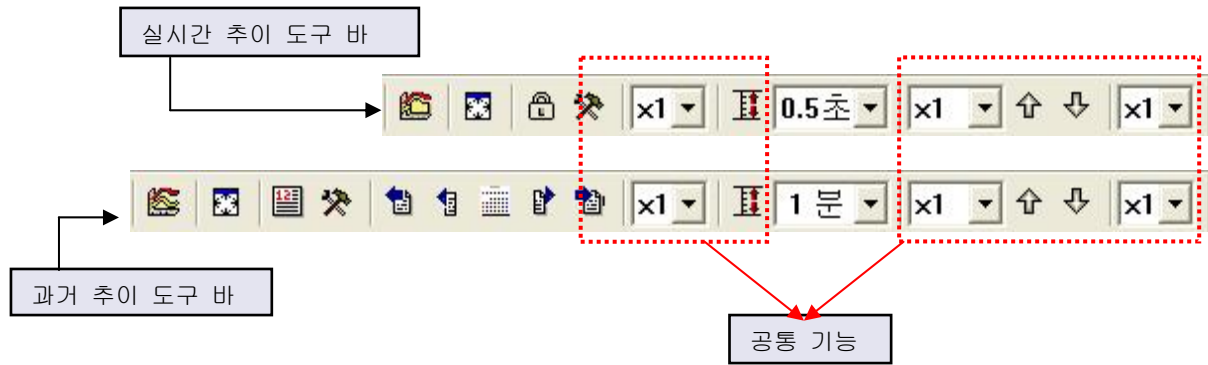 실시간 추이 도구 바
x1 0.5초 x1 x1
x1 1 분 x1 x1
과거 추이 도구 바
공통 기능